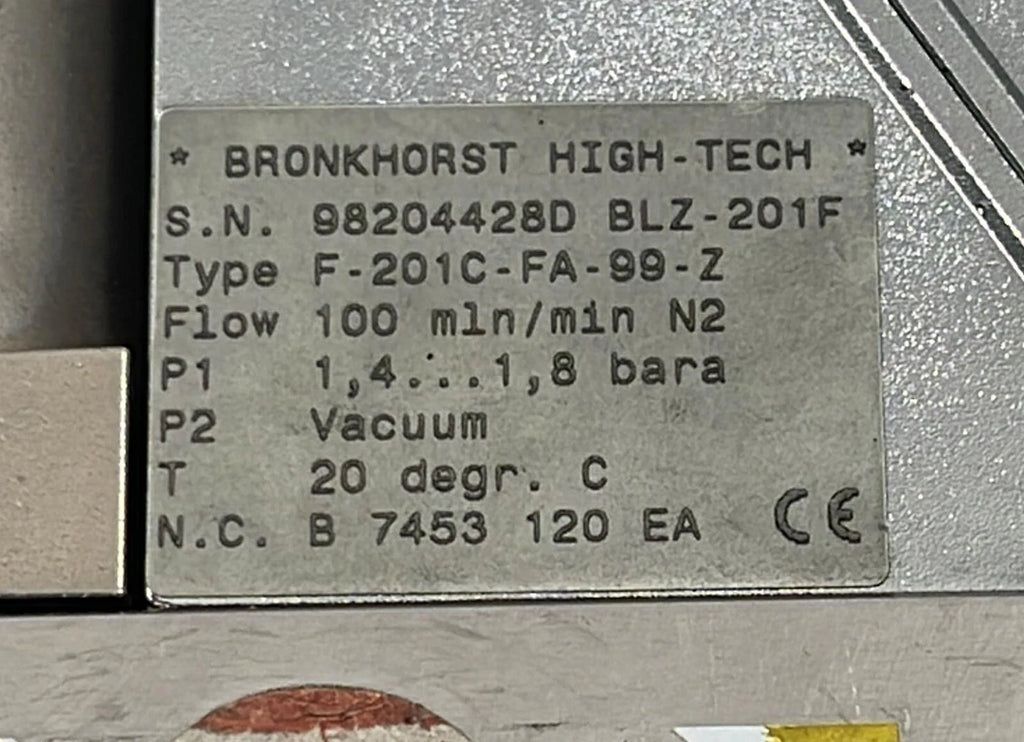 * BRONKHORST HIGH-TECH *
S.N. 98204428D BLZ-201F
Type F-201C-FA-99-Z
Flow 100 mln/min N2
P1 1,4...1,8 bara
P2 Vacuum
T 20 degr. C
N.C. B 7453 120 EA CE